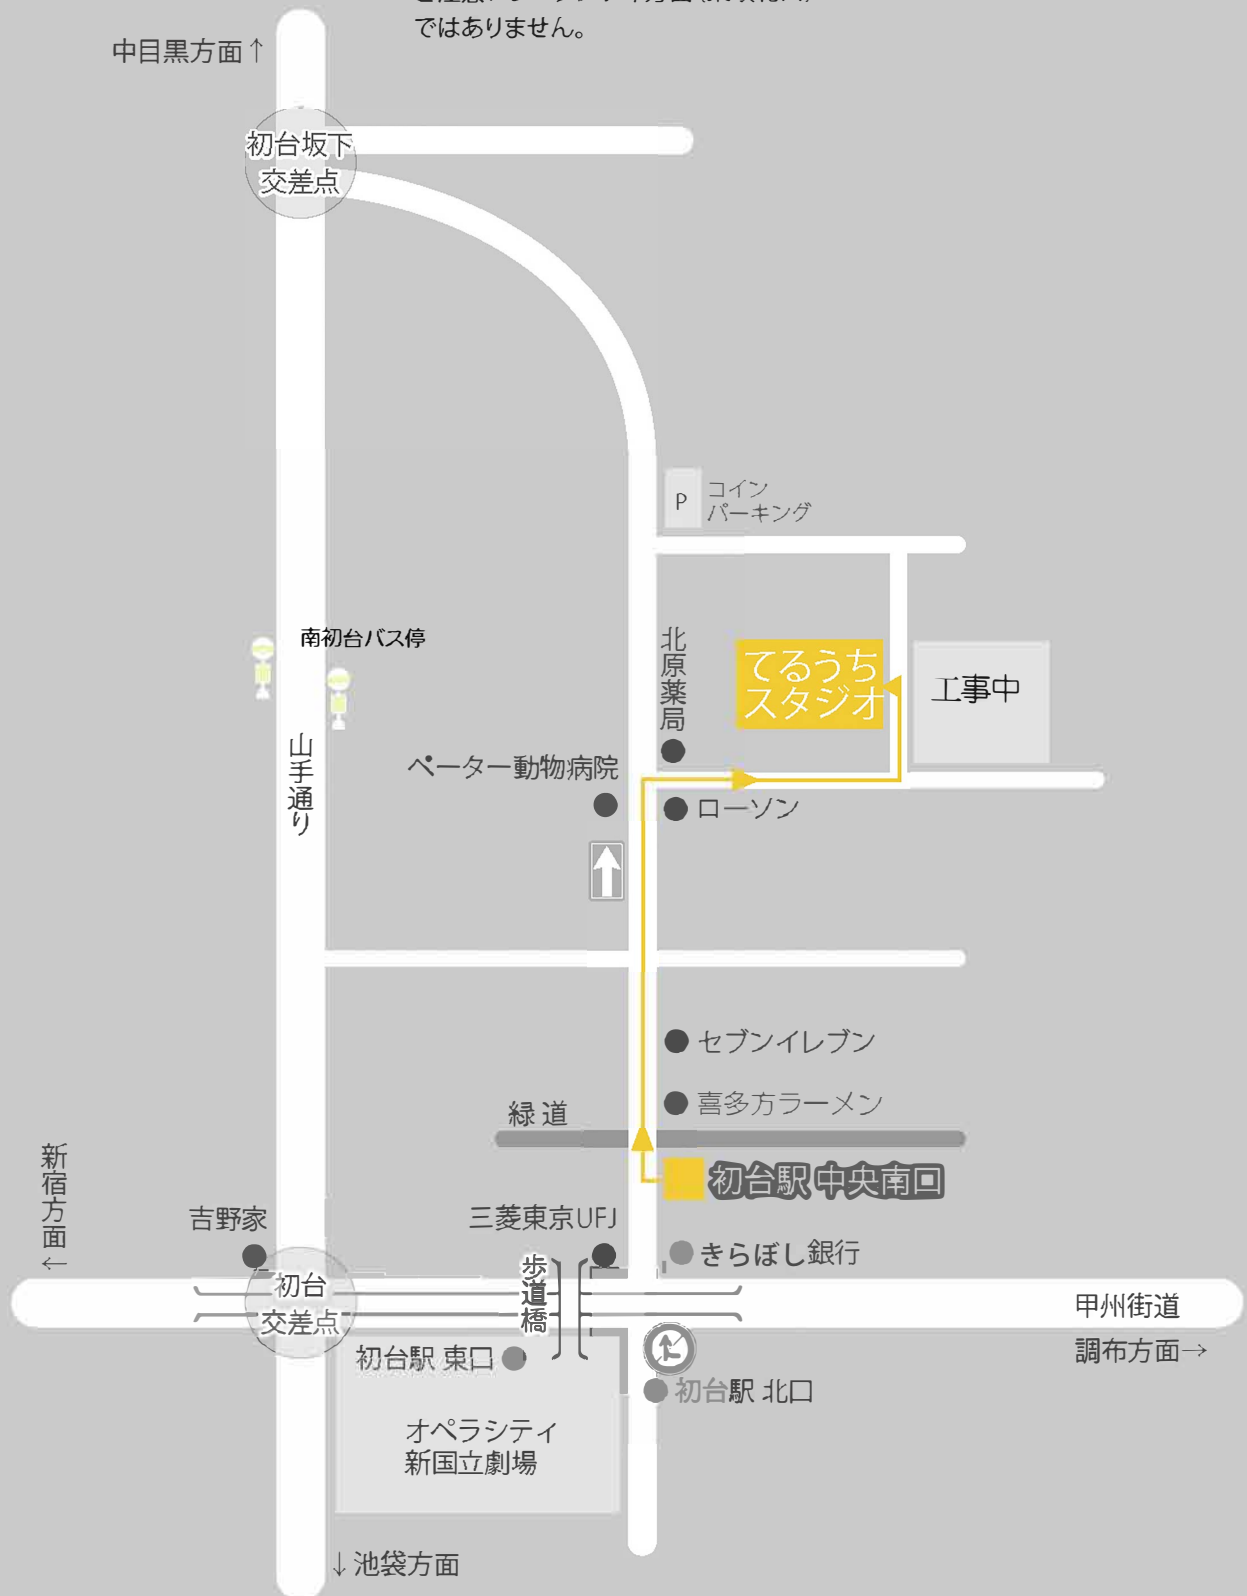 ではありません。
中目黒方面↑
初台坂下
交差点
P
コイン
パーキング
南初台バス停
北原薬局
てるうち
スタジオ
工事中
山手通り
ペーター動物病院
ローソン
セブンイレブン
喜多方ラーメン
緑道
初台駅 中央南口
新宿方面←
吉野家
三菱東京UFJ
きらぼし銀行
歩道橋
初台
交差点
甲州街道
調布方面→
初台駅 東口
初台駅 北口
オペラシティ
新国立劇場
↓池袋方面